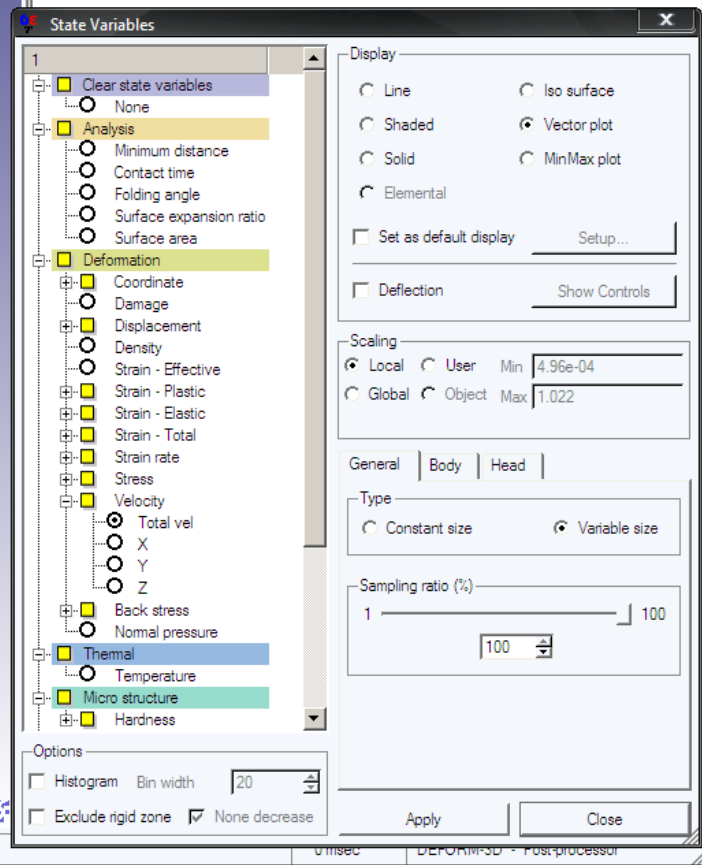 State Variables
x
1
Clear state variables
None
Analysis
Minimum distance
Contact time
Folding angle
Surface expansion ratio
Surface area
Deformation
Coordinate
Damage
Displacement
Density
Strain - Effective
Strain - Plastic
Strain - Elastic
Strain - Total
Strain rate
Stress
Velocity
Total vel
X
Y
Z
Back stress
Normal pressure
Thermal
Temperature
Micro structure
Hardness
Options
Histogram Bin width 20
Exclude rigid zone None decrease
Display
Line Iso surface
Shaded Vector plot
Solid MinMax plot
Elemental
Set as default display Setup...
Deflection Show Controls
Scaling
Local User Min 4.96e-04
Global Object Max 1.022
General Body Head
Type
Constant size Variable size
Sampling ratio (%)
1 100
100
Apply Close
0 msec DEFORM-3D - Post-processor